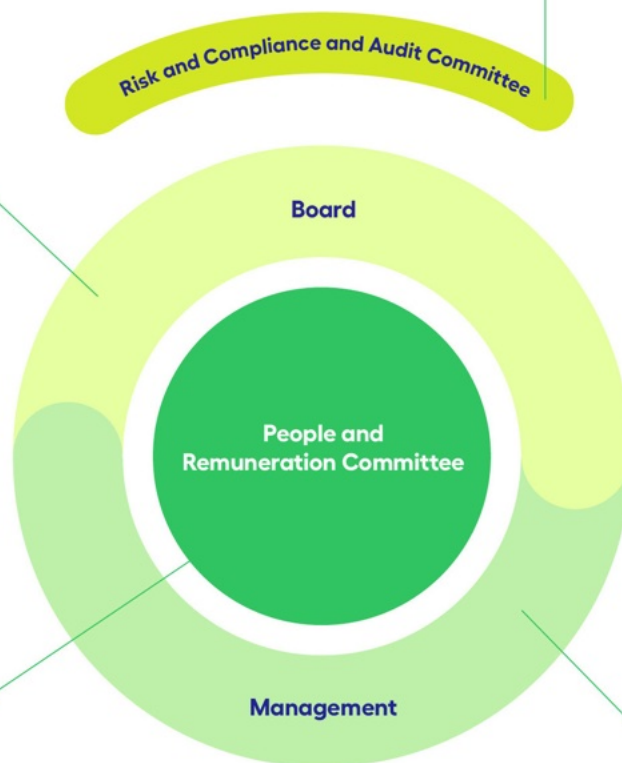 Risk and Compliance and Audit Committee
Board
People and
Remuneration Committee
Management